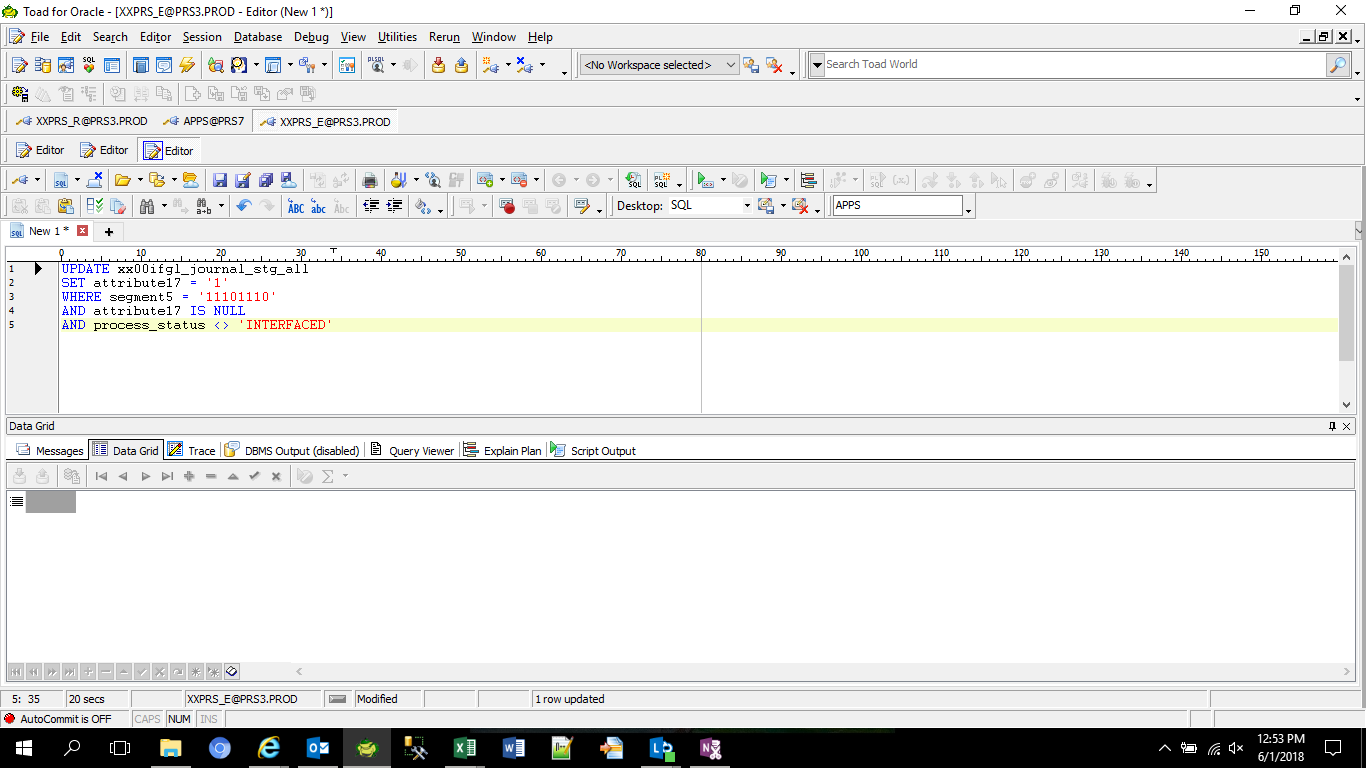 Toad for Oracle - [XXPRS_E@PRS3.PROD - Editor (New 1 *)]
File Edit Search Editor Session Database Debug View Utilities Rerun Window Help
<No Workspace selected> Search Toad World
XXPRS_R@PRS3.PROD APPS@PRS7 XXPRS_E@PRS3.PROD
Editor Editor Editor
Desktop: SQL APPS
New 1 *
0 10 20 30 40 50 60 70 80 90 100 110 120 130 140 150
1 UPDATE xx00ifgl_journal_stg_all
2 SET attribute17 = '1'
3 WHERE segment5 = '11101110'
4 AND attribute17 IS NULL
5 AND process_status <> 'INTERFACED'
Data Grid
Messages Data Grid Trace DBMS Output (disabled) Query Viewer Explain Plan Script Output
5: 35 20 secs XXPRS_E@PRS3.PROD Modified 1 row updated
AutoCommit is OFF CAPS NUM INS
12:53 PM
6/1/2018